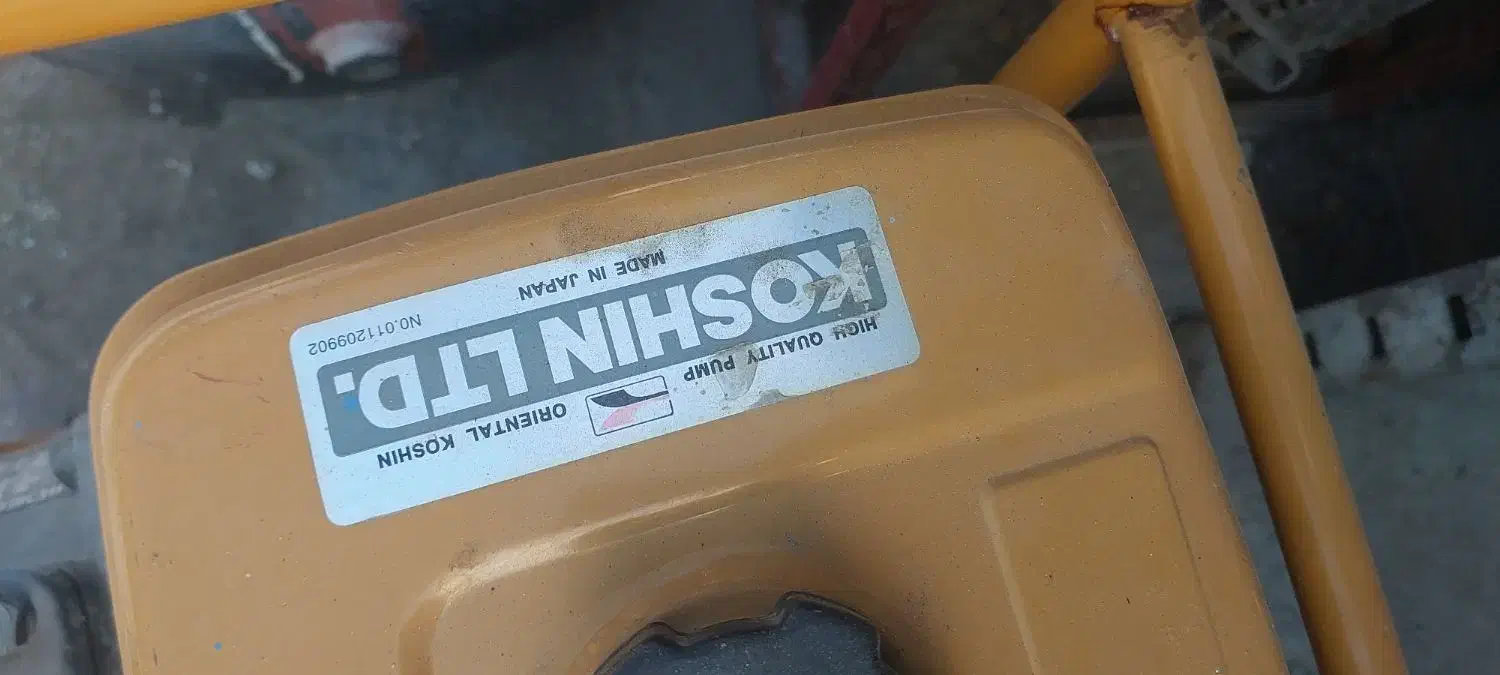 HIGH QUALITY PUMP ORIENTAL KOSHIN
KOSHIN LTD.
MADE IN JAPAN
NO.011209902